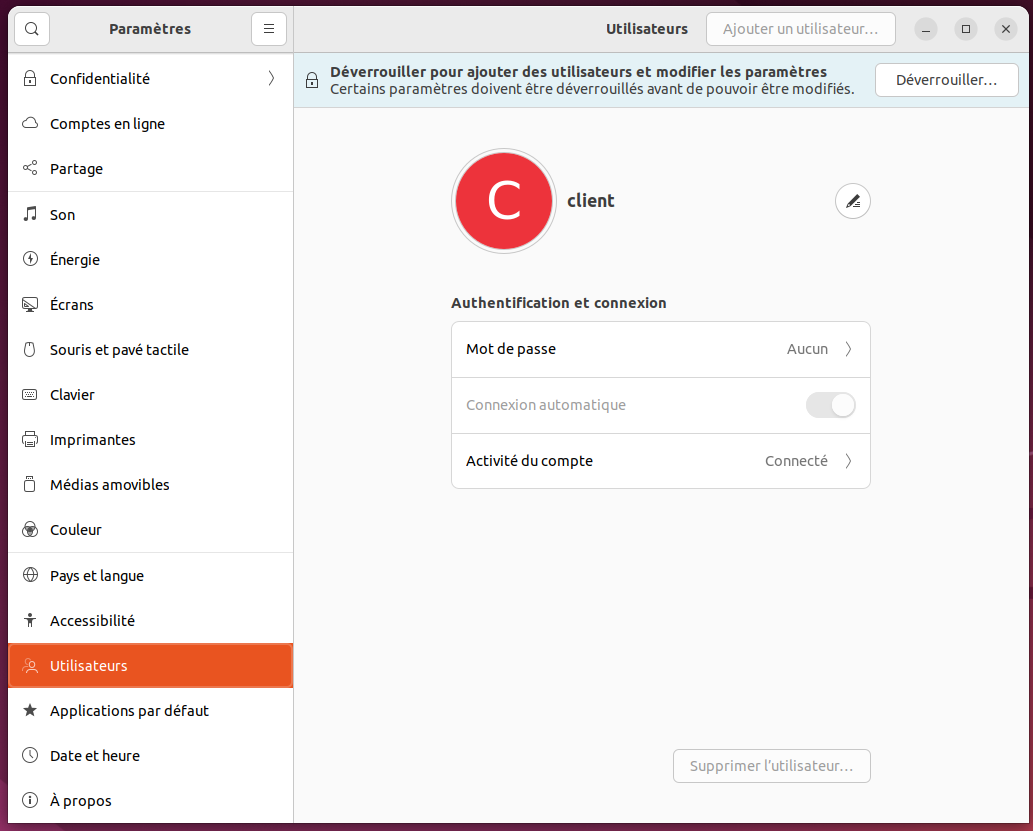 Paramètres
Utilisateurs
Ajouter un utilisateur…
Confidentialité
Comptes en ligne
Partage
Son
Énergie
Écrans
Souris et pavé tactile
Clavier
Imprimantes
Médias amovibles
Couleur
Pays et langue
Accessibilité
Utilisateurs
Applications par défaut
Date et heure
À propos
Déverrouiller pour ajouter des utilisateurs et modifier les paramètres
Certains paramètres doivent être déverrouillés avant de pouvoir être modifiés.
Déverrouiller…
C
client
Authentification et connexion
Mot de passe Aucun
Connexion automatique
Activité du compte Connecté
Supprimer l’utilisateur…